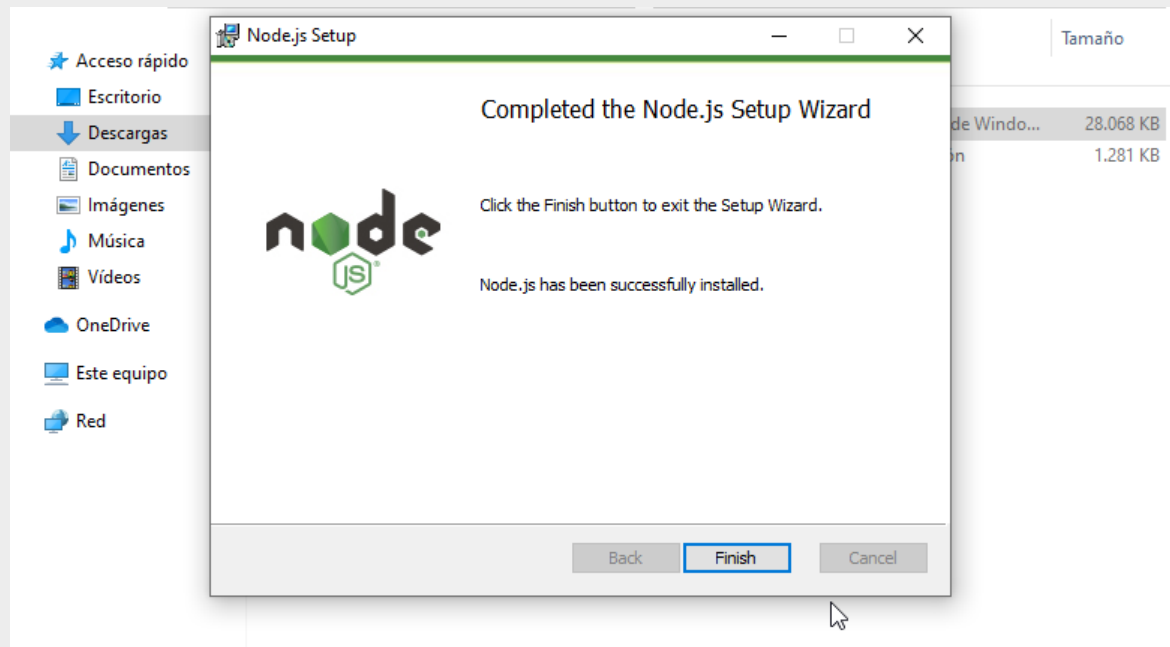 Node.js Setup
Tamaño
Acceso rápido
Escritorio
Descargas
Documentos
Imágenes
Música
Vídeos
OneDrive
Este equipo
Red
Completed the Node.js Setup Wizard
Click the Finish button to exit the Setup Wizard.
Node.js has been successfully installed.
node
JS
de Windo... 28.068 KB
ón 1.281 KB
Back Finish Cancel